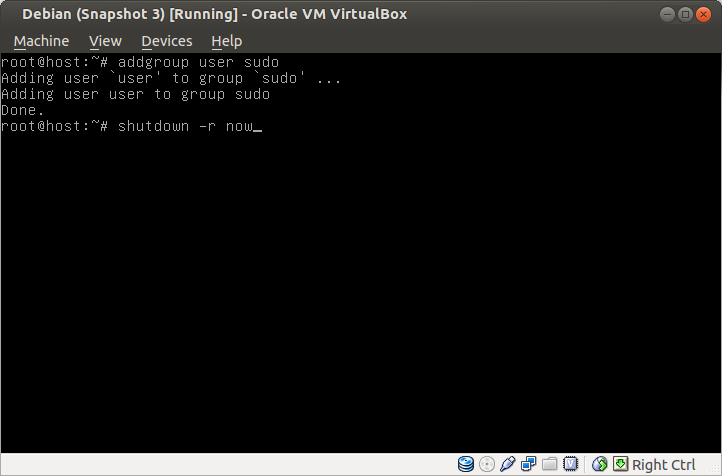 Debian (Snapshot 3) [Running] - Oracle VM VirtualBox
Machine View Devices Help
root@host:~# addgroup user sudo
Adding user `user' to group `sudo' ...
Adding user user to group sudo
Done.
root@host:~# shutdown -r now_
Right Ctrl